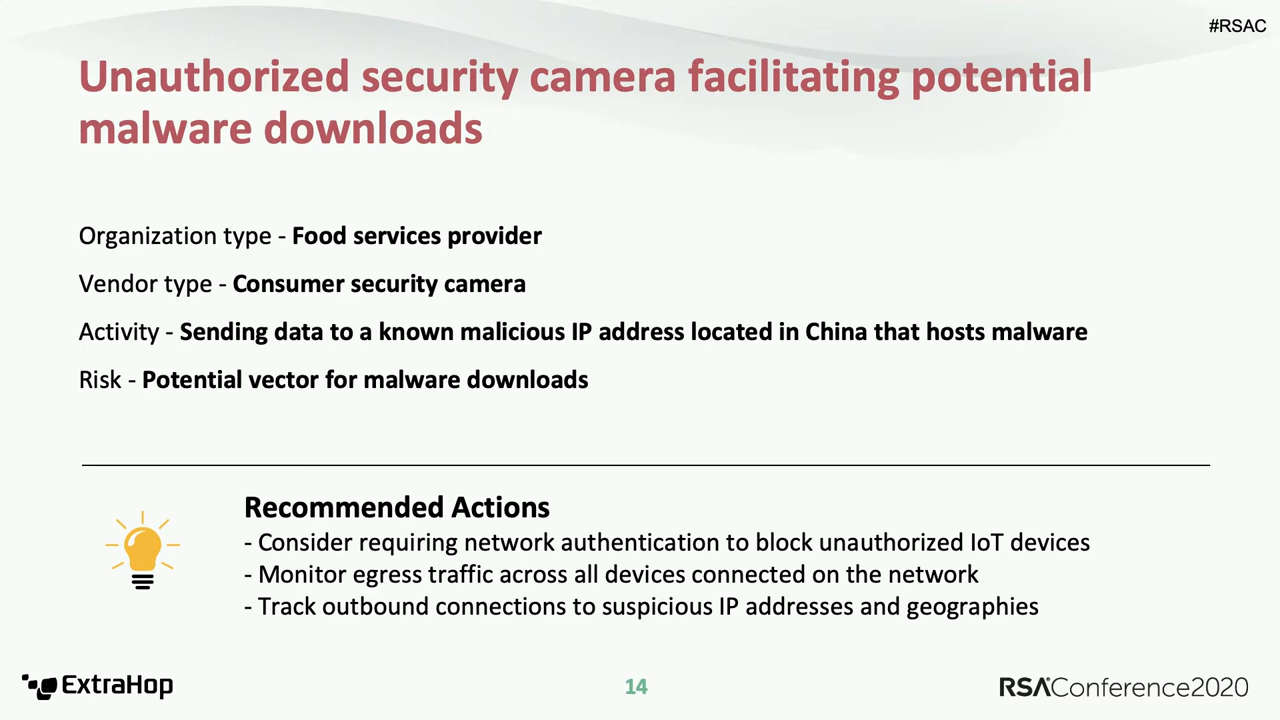 #RSAC
Unauthorized security camera facilitating potential
malware downloads
Organization type - Food services provider
Vendor type - Consumer security camera
Activity - Sending data to a known malicious IP address located in China that hosts malware
Risk - Potential vector for malware downloads
Recommended Actions
- Consider requiring network authentication to block unauthorized IoT devices
- Monitor egress traffic across all devices connected on the network
- Track outbound connections to suspicious IP addresses and geographies
ExtraHop
14
RSAConference2020